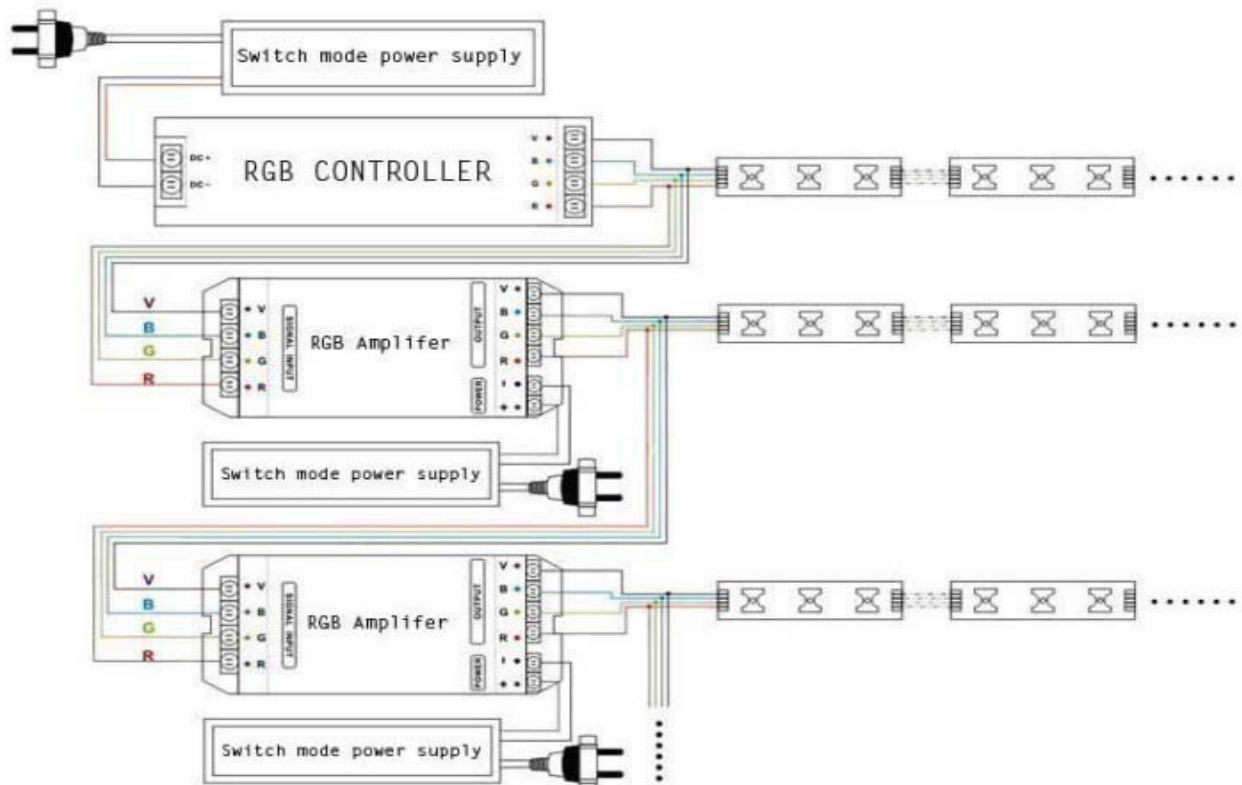 Switch mode power supply
DC+
DC-
RGB CONTROLLER
V
B
G
R
V
B
G
R
V
B
G
R
SIGNAL INPUT
RGB Amplifer
OUTPUT
POWER
V
B
G
R
I
+
Switch mode power supply
V
B
G
R
V
B
G
R
SIGNAL INPUT
RGB Amplifer
OUTPUT
POWER
V
B
G
R
I
+
Switch mode power supply